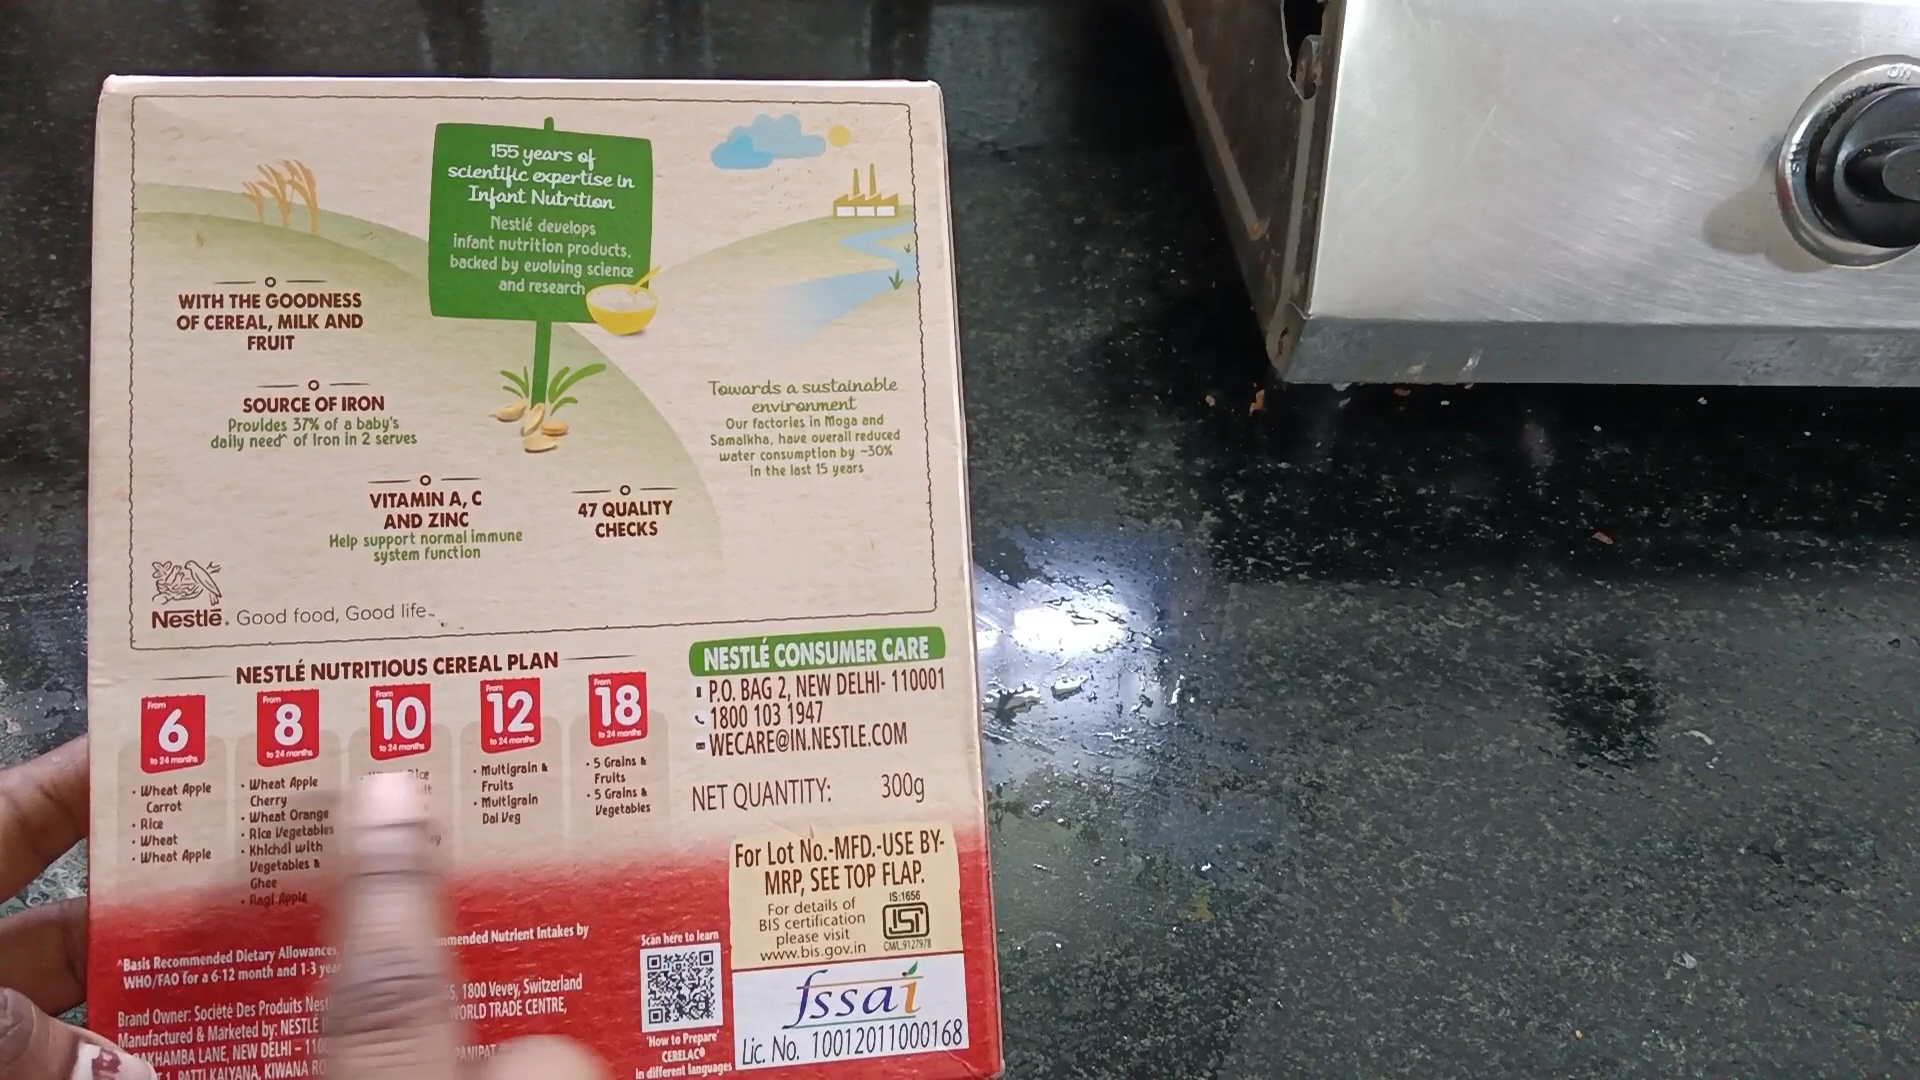 155 years of
scientific expertise in
Infant Nutrition
Nestlé develops
infant nutrition products,
backed by evolving science
and research
WITH THE GOODNESS
OF CEREAL, MILK AND
FRUIT
SOURCE OF IRON
Provides 37% of a baby's
daily need^ of Iron in 2 serves
VITAMIN A, C
AND ZINC
Help support normal immune
system function
47 QUALITY
CHECKS
Towards a sustainable
environment
Our factories in Moga and
Samalkha, have overall reduced
water consumption by ~30%
in the last 15 years
Nestlé. Good food, Good life
NESTLÉ NUTRITIOUS CEREAL PLAN
From
6
to 24 months
• Wheat Apple
Carrot
• Rice
• Wheat
• Wheat Apple
From
8
to 24 months
• Wheat Apple
Cherry
• Wheat Orange
• Rice Vegetables
• Khichdi with
Vegetables &
Ghee
• Ragi Apple
From
10
to 24 months
From
12
to 24 months
• Multigrain &
Fruits
• Multigrain
Dal Veg
From
18
to 24 months
• 5 Grains &
Fruits
• 5 Grains &
Vegetables
NESTLÉ CONSUMER CARE
P.O. BAG 2, NEW DELHI- 110001
1800 103 1947
WECARE@IN.NESTLE.COM
NET QUANTITY: 300g
For Lot No.-MFD.-USE BY-
MRP, SEE TOP FLAP.
For details of
BIS certification
please visit
www.bis.gov.in
IS:1656
ISI
CM/L:9127978
fssai
Lic. No. 10012011000168
Scan here to learn
'How to Prepare'
CERELAC®
in different languages
^Basis Recommended Dietary Allowances
Nutrient Intakes by
WHO/FAO for a 6-12 month and 1-3
Brand Owner: Société Des Produits
1800 Vevey, Switzerland
Manufactured & Marketed by: NESTLÉ
WORLD TRADE CENTRE,
LANE, NEW DELHI –
PANIPAT
PATTI KALYANA, KIWANA
ON